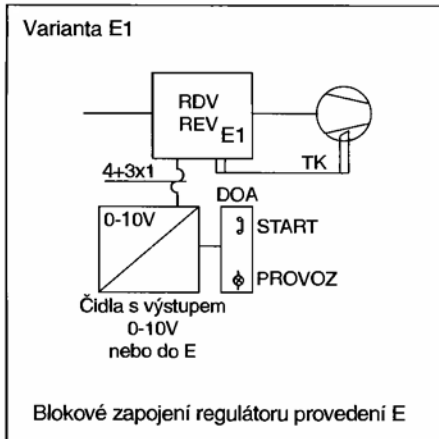 Varianta E1
RDV
REV
E1
TK
4+3x1
DOA
0-10V
START
PROVOZ
Čidla s výstupem
0-10V
nebo do E
Blokové zapojení regulátoru provedení E